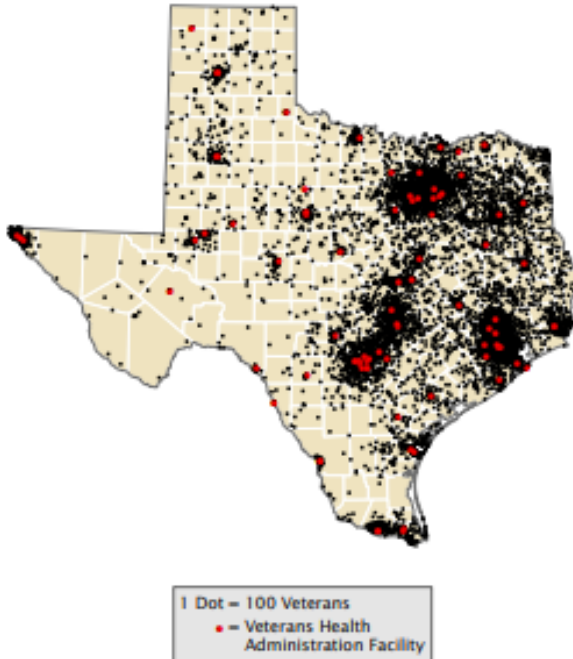 1 Dot = 100 Veterans
= Veterans Health
Administration Facility